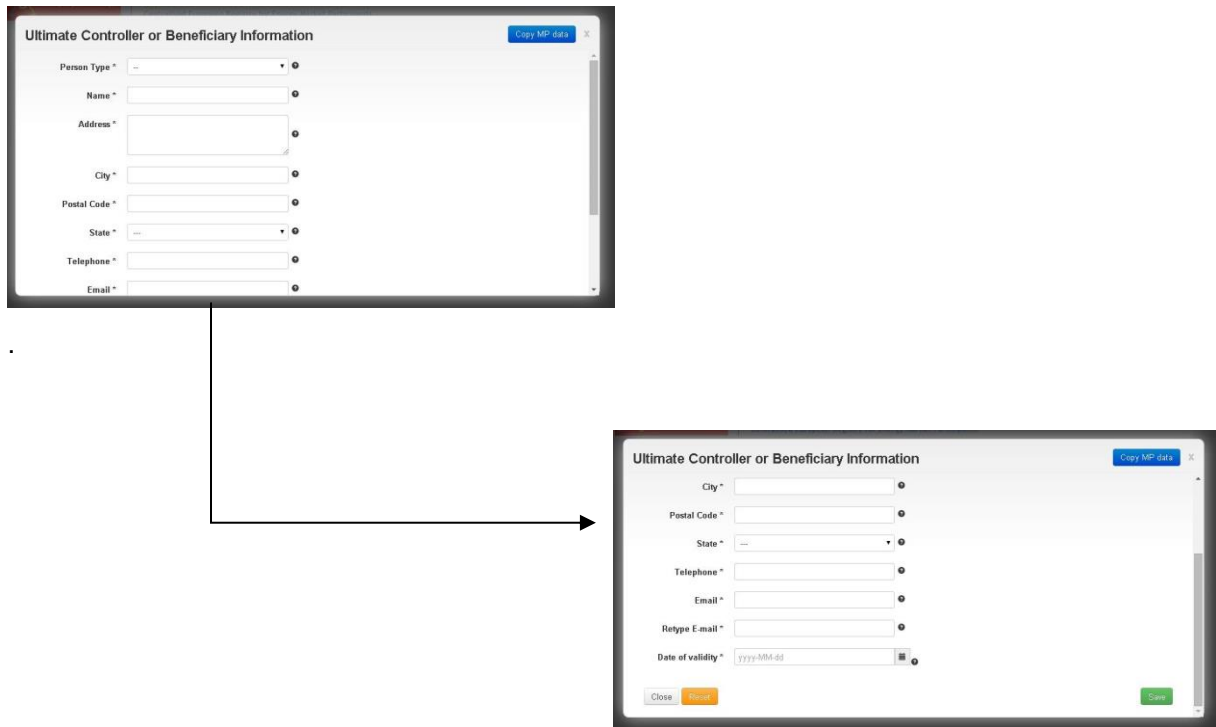 Ultimate Controller or Beneficiary Information
Copy MP data x
Person Type * --
Name *
Address *
City *
Postal Code *
State * ---
Telephone *
Email *
.
Ultimate Controller or Beneficiary Information
Copy MP data x
City *
Postal Code *
State * ---
Telephone *
Email *
Retype E-mail *
Date of validity * yyyy-MM-dd
Close Reset Save